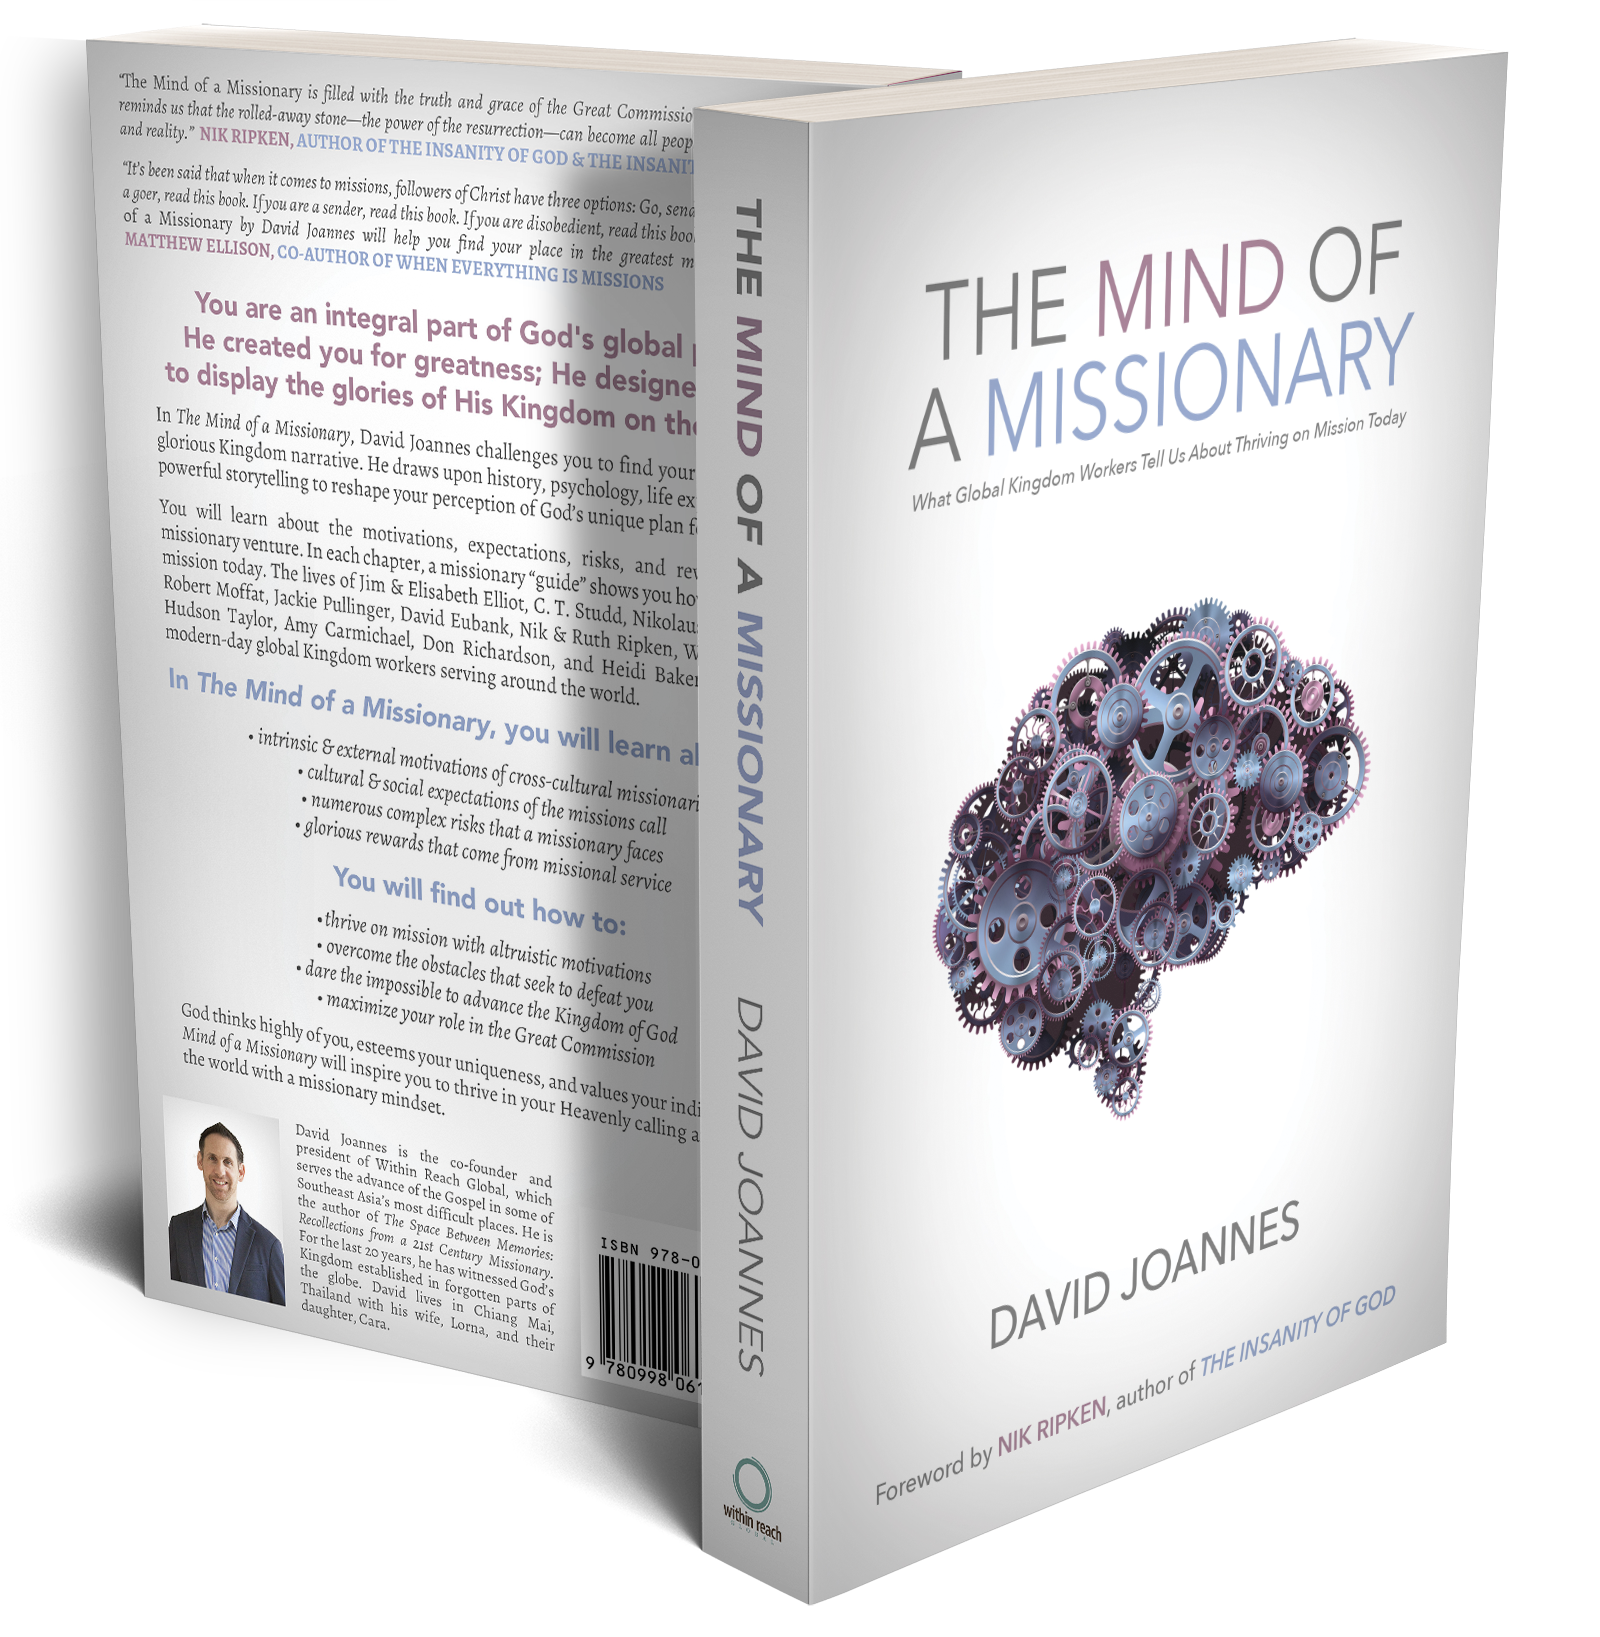 “The Mind of a Missionary is filled with the truth and grace of the Great Commissio
reminds us that the rolled-away stone—the power of the resurrection—can become all peop
and reality.” NIK RIPKEN, AUTHOR OF THE INSANITY OF GOD & THE INSANIT
“It’s been said that when it comes to missions, followers of Christ have three options: Go, send
a goer, read this book. If you are a sender, read this book. If you are disobedient, read this boo
of a Missionary by David Joannes will help you find your place in the greatest m
MATTHEW ELLISON, CO-AUTHOR OF WHEN EVERYTHING IS MISSIONS
You are an integral part of God's global
He created you for greatness; He designe
to display the glories of His Kingdom on the
In The Mind of a Missionary, David Joannes challenges you to find your
glorious Kingdom narrative. He draws upon history, psychology, life ex
powerful storytelling to reshape your perception of God’s unique plan f
You will learn about the motivations, expectations, risks, and rev
missionary venture. In each chapter, a missionary “guide” shows you ho
mission today. The lives of Jim & Elisabeth Elliot, C. T. Studd, Nikolaus
Robert Moffat, Jackie Pullinger, David Eubank, Nik & Ruth Ripken, W
Hudson Taylor, Amy Carmichael, Don Richardson, and Heidi Baker
modern-day global Kingdom workers serving around the world.
In The Mind of a Missionary, you will learn a
• intrinsic & external motivations of cross-cultural missionari
• cultural & social expectations of the missions call
• numerous complex risks that a missionary faces
• glorious rewards that come from missional service
You will find out how to:
• thrive on mission with altruistic motivations
• overcome the obstacles that seek to defeat you
• dare the impossible to advance the Kingdom of God
• maximize your role in the Great Commission
God thinks highly of you, esteems your uniqueness, and values your indi
Mind of a Missionary will inspire you to thrive in your Heavenly calling a
the world with a missionary mindset.
David Joannes is the co-founder and
president of Within Reach Global, which
serves the advance of the Gospel in some of
Southeast Asia’s most difficult places. He is
the author of The Space Between Memories:
Recollections from a 21st Century Missionary.
For the last 20 years, he has witnessed God’s
Kingdom established in forgotten parts of
the globe. David lives in Chiang Mai,
Thailand with his wife, Lorna, and their
daughter, Cara.
ISBN 978-0
9 780998 061
THE MIND OF A MISSIONARY DAVID JOANNES
within reach
GLOBAL
THE MIND OF
A MISSIONARY
What Global Kingdom Workers Tell Us About Thriving on Mission Today
DAVID JOANNES
Foreword by NIK RIPKEN, author of THE INSANITY OF GOD